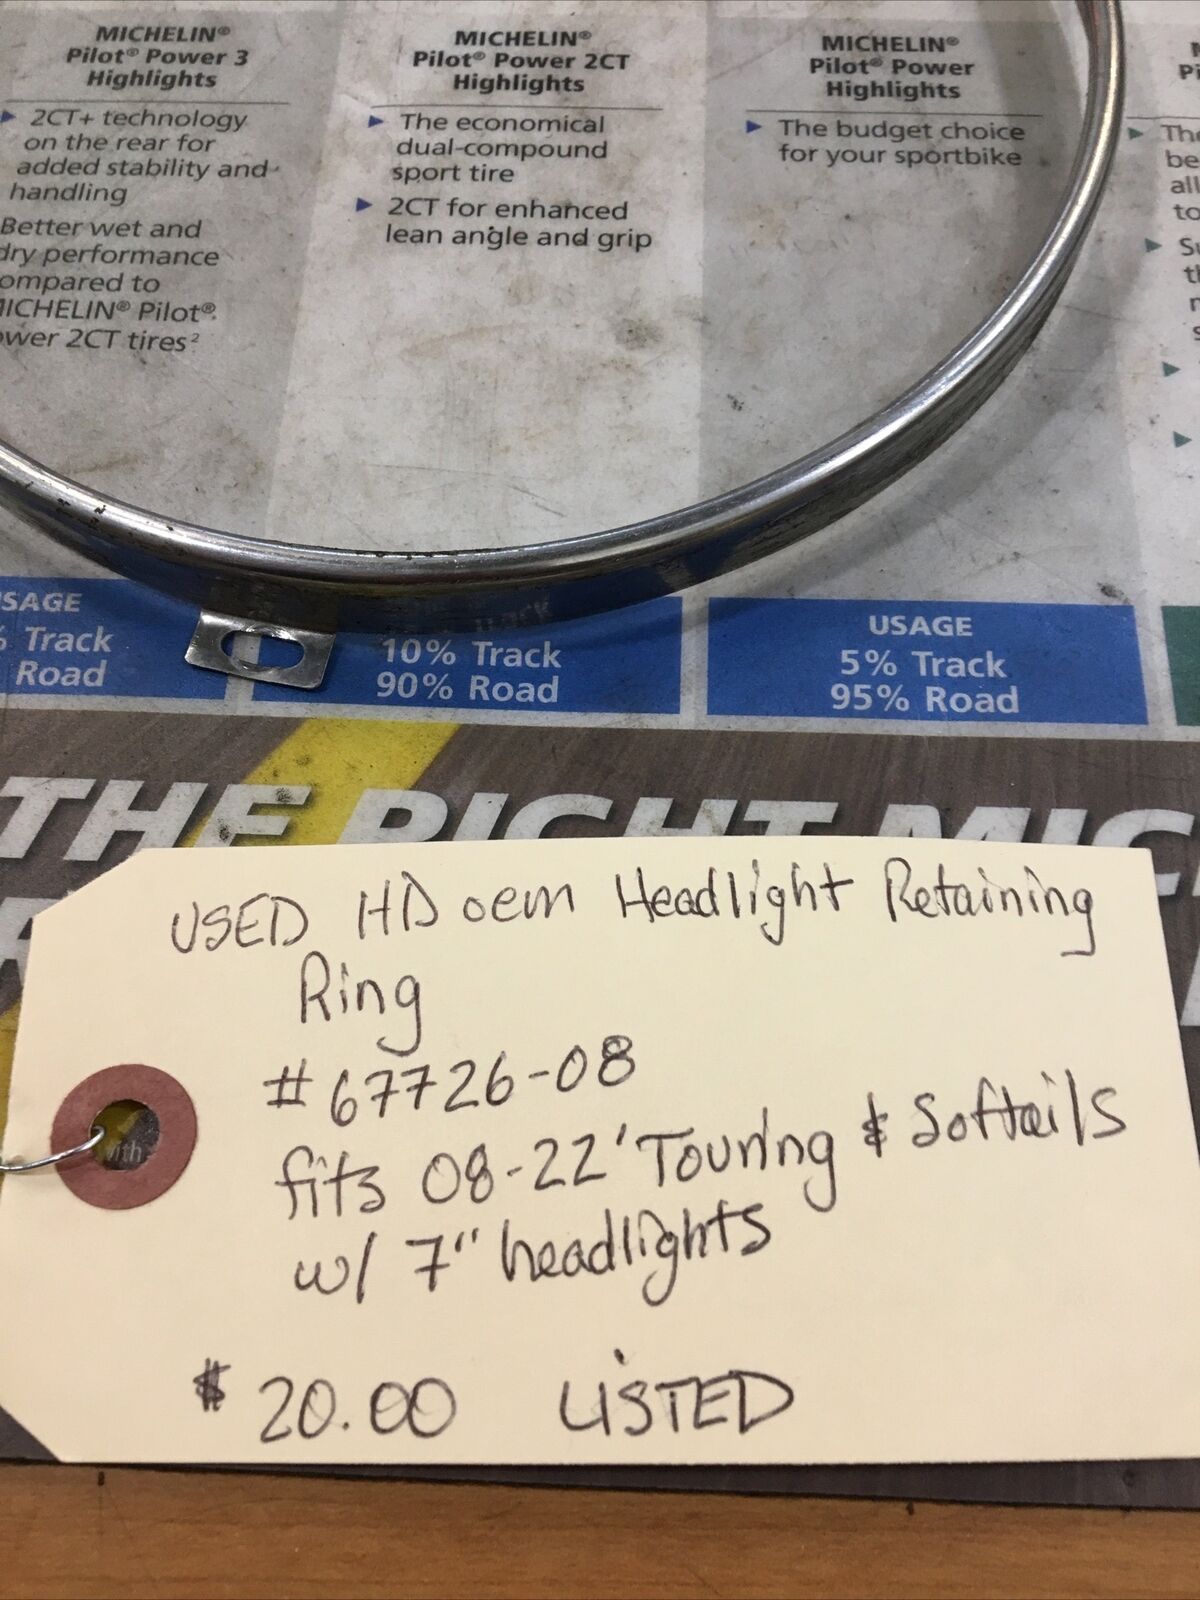 MICHELIN®
Pilot® Power 3
Highlights
2CT+ technology
on the rear for
added stability and
handling
Better wet and
dry performance
compared to
MICHELIN® Pilot®
Power 2CT tires²
USAGE
% Track
Road
MICHELIN®
Pilot® Power 2CT
Highlights
The economical
dual-compound
sport tire
2CT for enhanced
lean angle and grip
10% Track
90% Road
MICHELIN®
Pilot® Power
Highlights
The budget choice
for your sportbike
USAGE
5% Track
95% Road
THE RIGHT MIC
USED HD oem Headlight Retaining
Ring
# 67726-08
fits 08-22' Touring & Softails
w/ 7" headlights
$ 20.00 LISTED
with